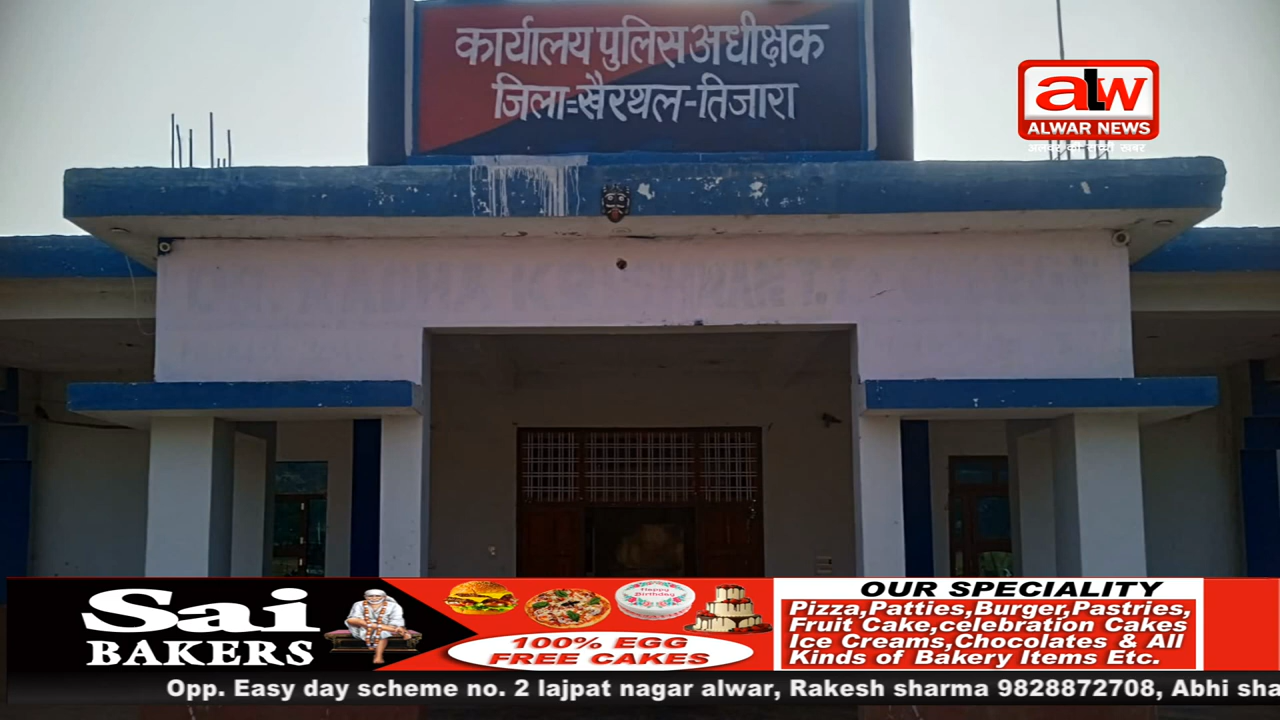 कार्यालय पुलिस अधीक्षक
जिला=खैरथल-तिजारा
aLw
ALWAR NEWS
Sai
BAKERS
Happy
Birthday
100% EGG
FREE CAKES
OUR SPECIALITY
Pizza,Patties,Burger,Pastries,
Fruit Cake,celebration Cakes
Ice Creams,Chocolates & All
Kinds of Bakery Items Etc.
Opp. Easy day scheme no. 2 lajpat nagar alwar, Rakesh sharma 9828872708, Abhi sha